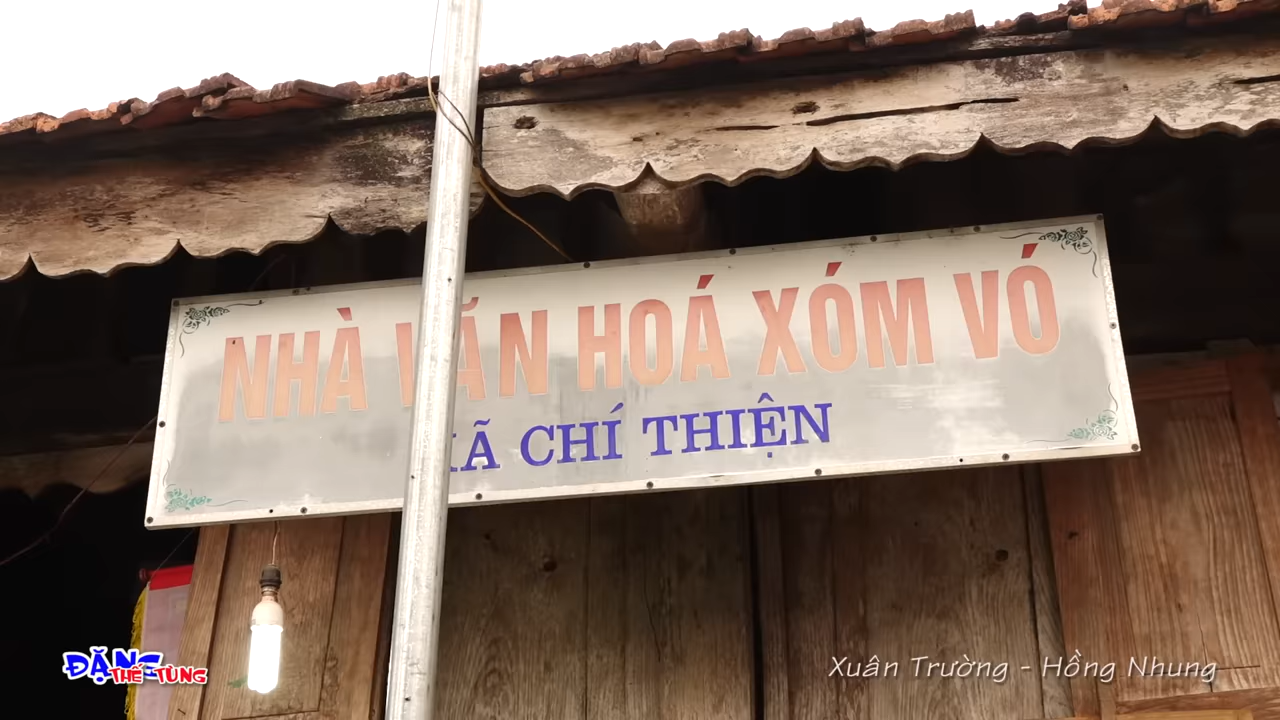 NHÀ VĂN HOÁ XÓM VÓ
XÃ CHÍ THIỆN
ĐẶNG
THẾ TÙNG
Xuân Trường - Hồng Nhung